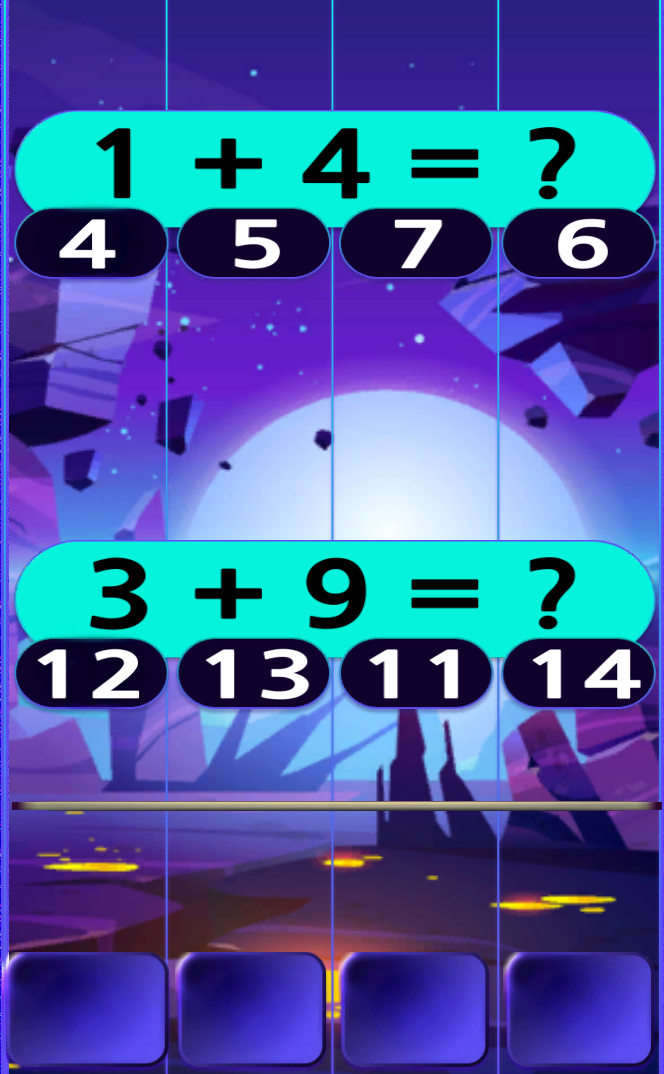 1 + 4 = ?
4 5 7 6
3 + 9 = ?
12 13 11 14